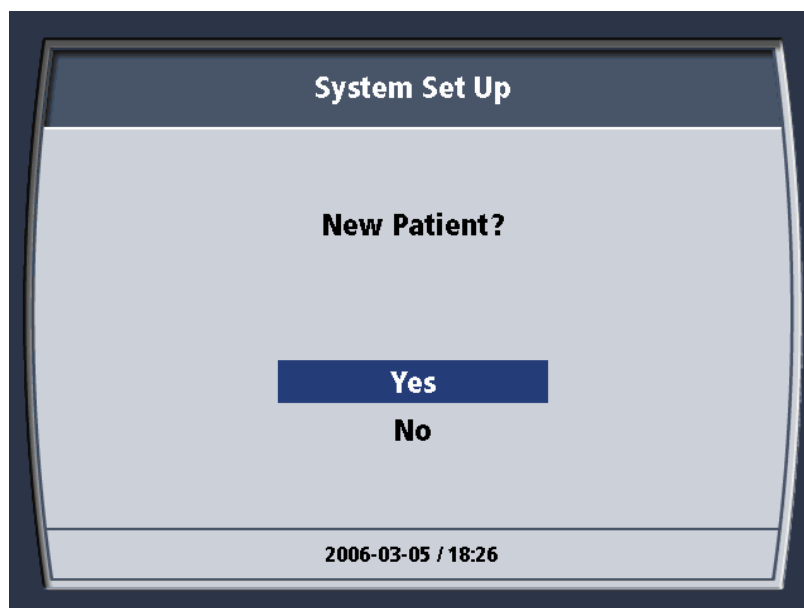 System Set Up
New Patient?
Yes
No
2006-03-05 / 18:26